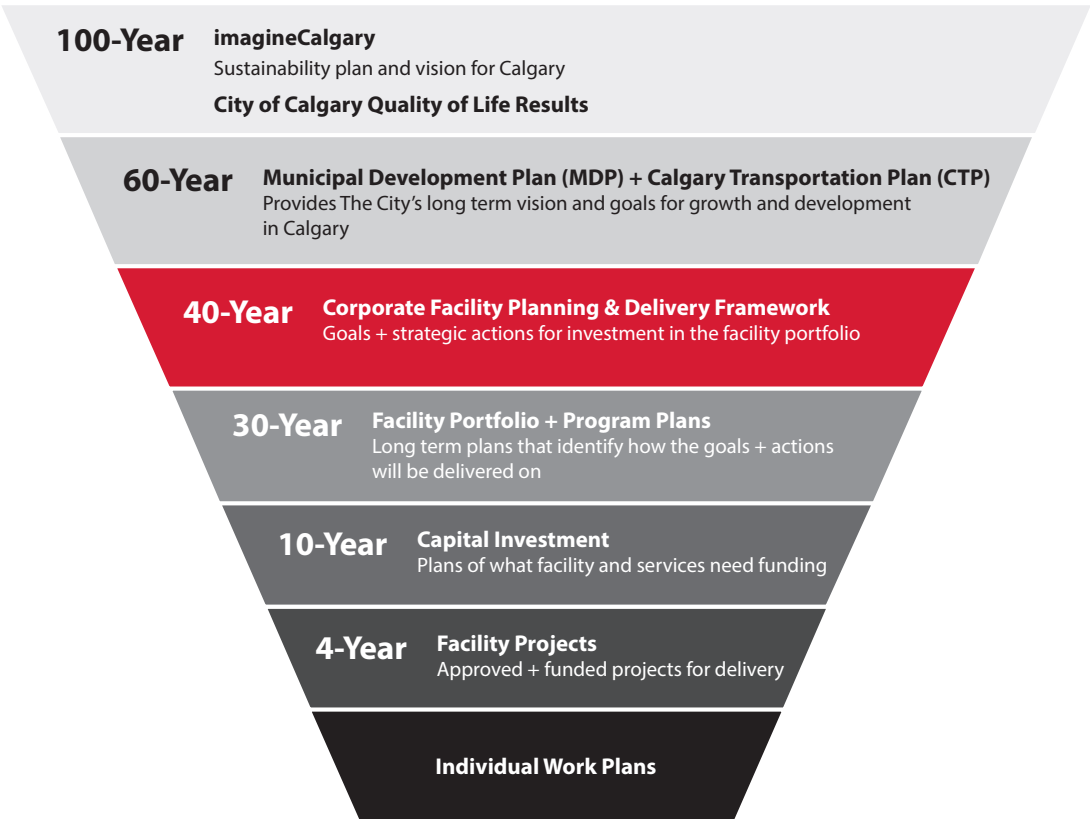 100-Year
imagineCalgary
Sustainability plan and vision for Calgary
City of Calgary Quality of Life Results
60-Year
Municipal Development Plan (MDP) + Calgary Transportation Plan (CTP)
Provides The City's long term vision and goals for growth and development
in Calgary
40-Year
Corporate Facility Planning & Delivery Framework
Goals + strategic actions for investment in the facility portfolio
30-Year
Facility Portfolio + Program Plans
Long term plans that identify how the goals + actions
will be delivered on
10-Year
Capital Investment
Plans of what facility and services need funding
4-Year
Facility Projects
Approved + funded projects for delivery
Individual Work Plans